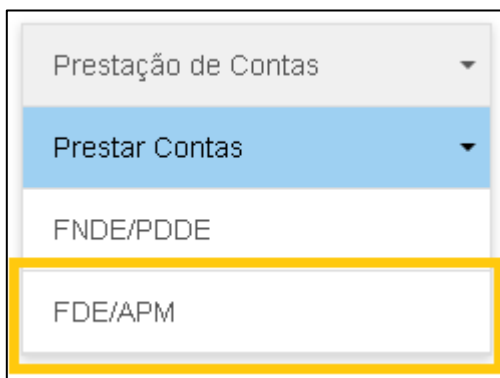 Prestação de Contas
Prestar Contas
FNDE/PDDE
FDE/APM